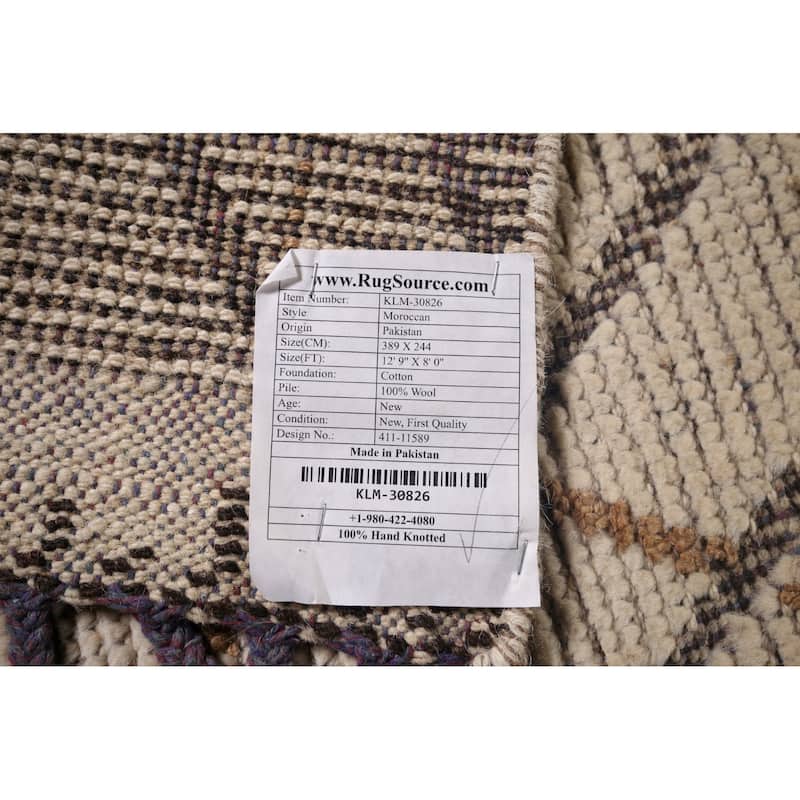 www.RugSource.com
Item Number: KLM-30826
Style Moroccan
Origin Pakistan
Size(CM): 389 X 244
Size(FT): 12' 9" X 8' 0"
Foundation: Cotton
Pile: 100% Wool
Age: New
Condition: New, First Quality
Design No.: 411-11589
Made in Pakistan
KLM-30826
+1-980-422-4080
100% Hand Knotted